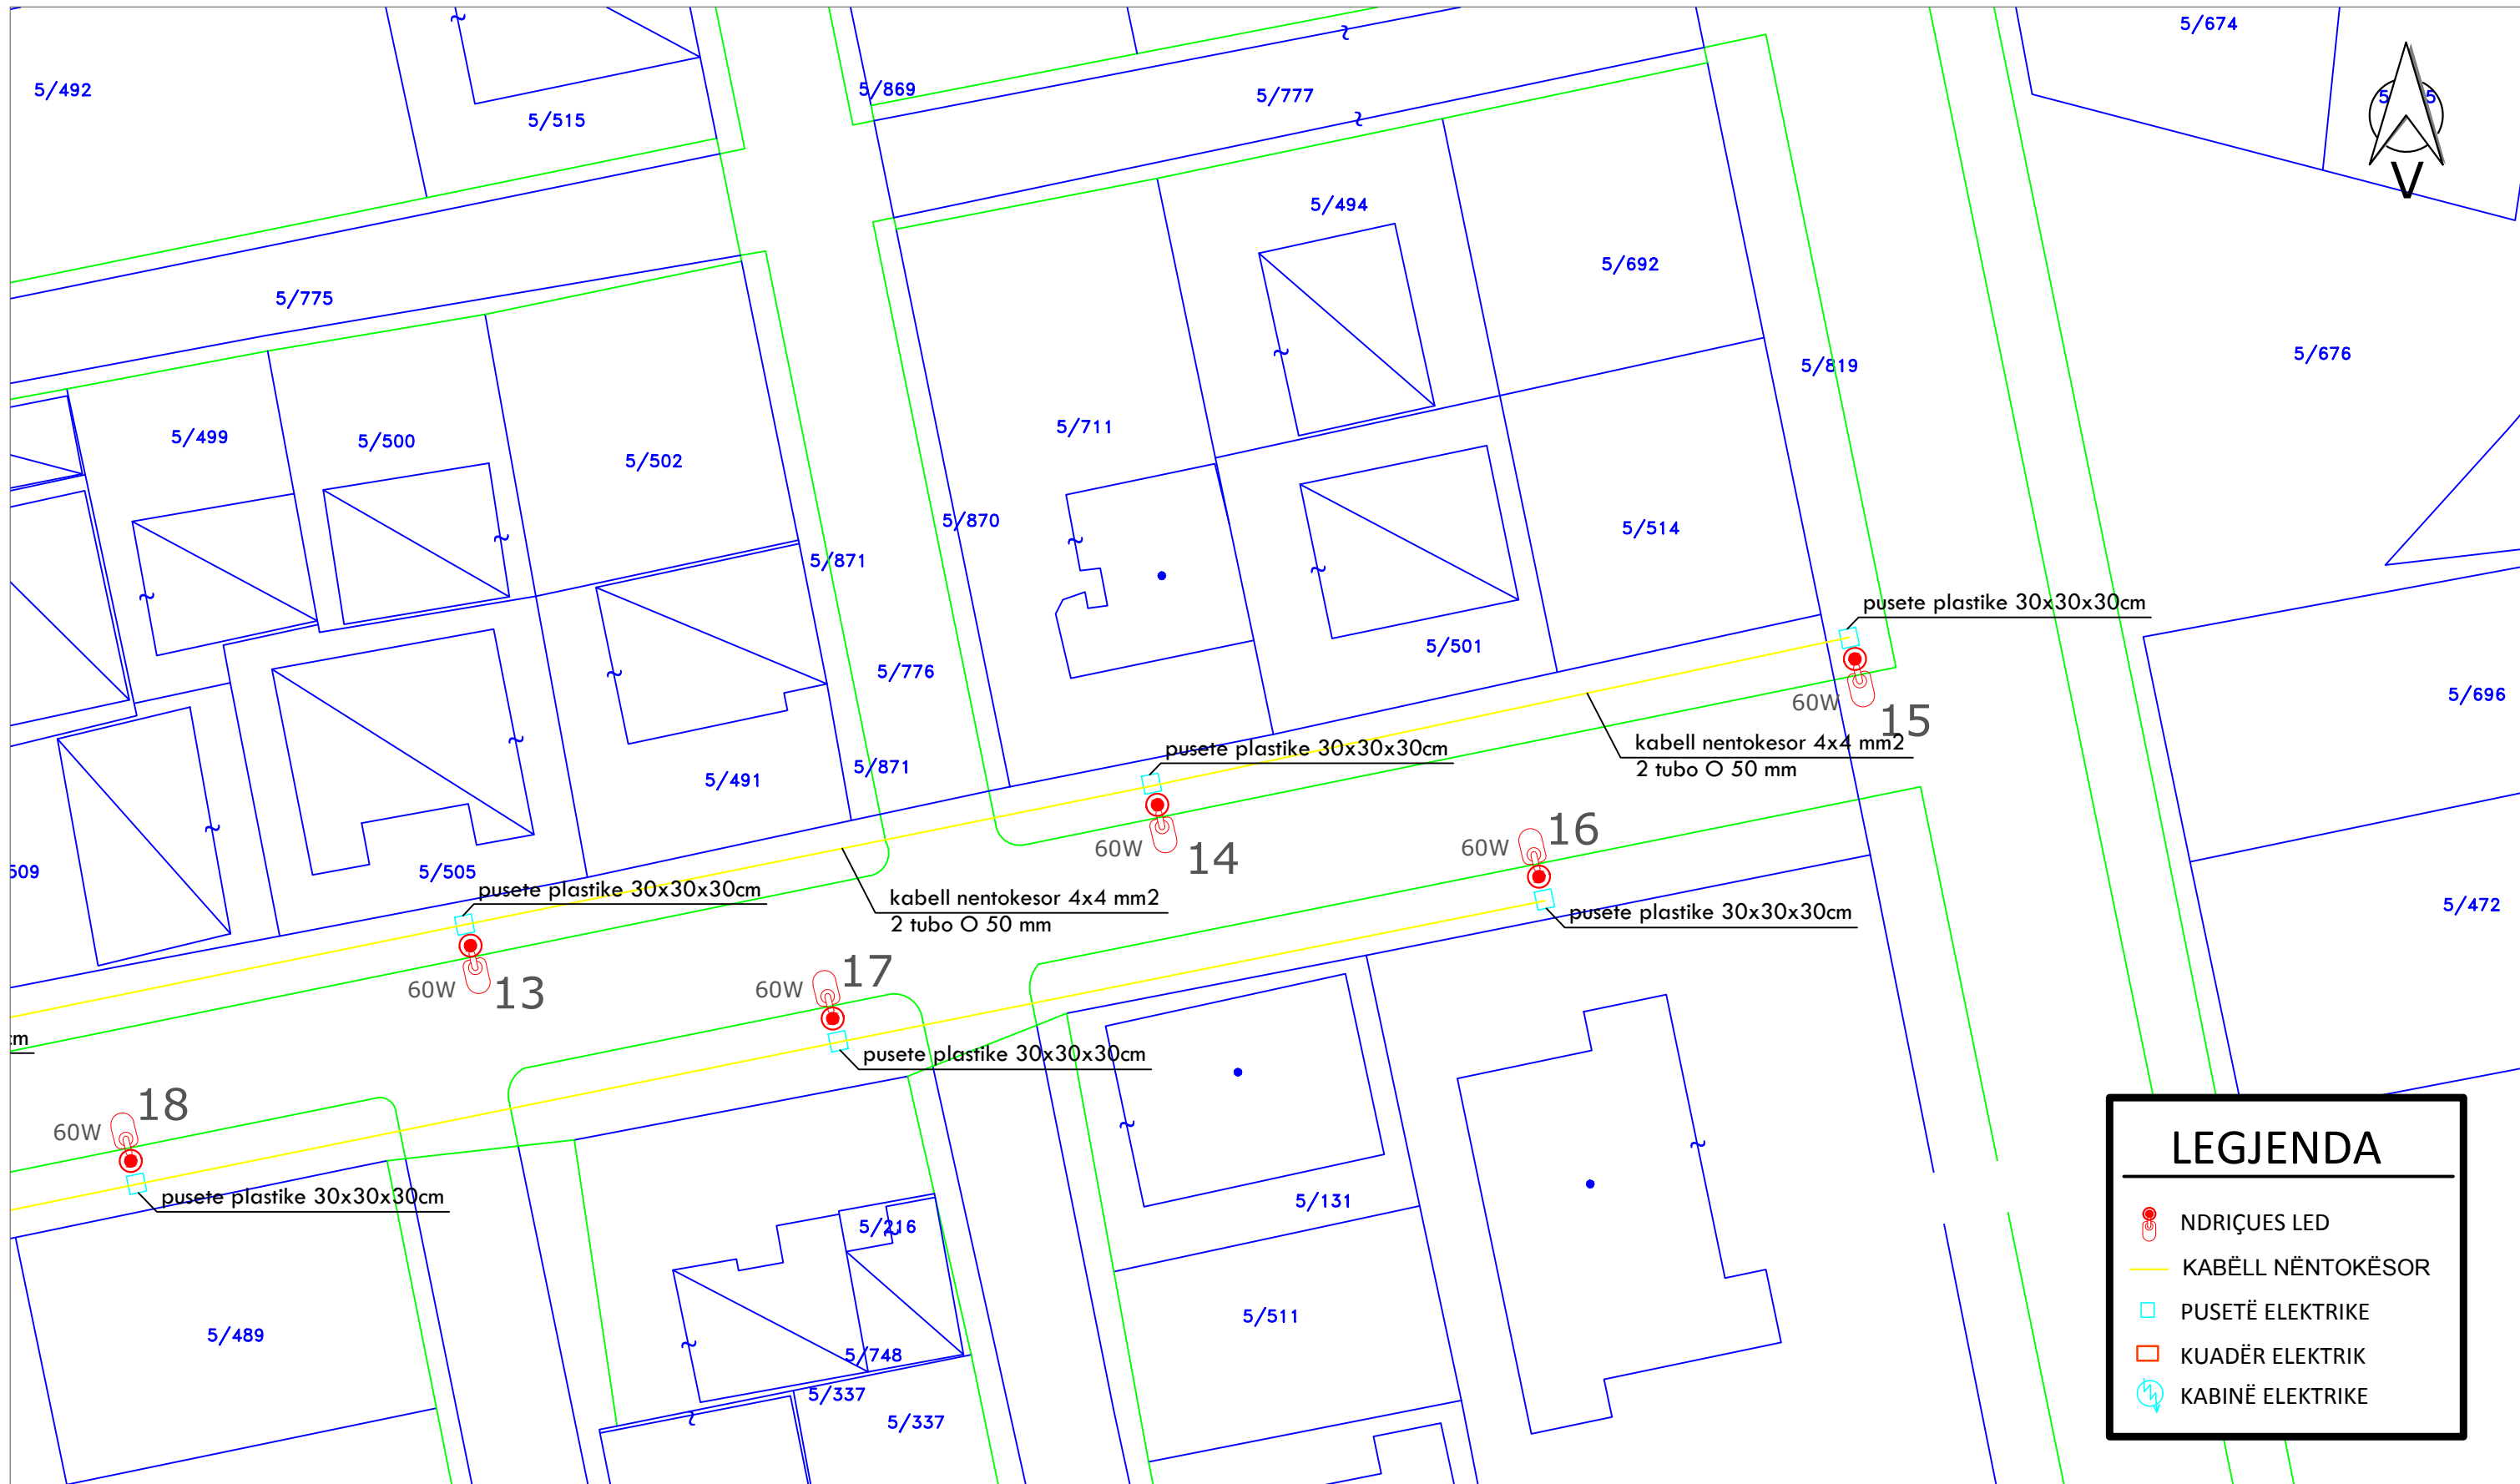 5/674
5/492
5/869
5/777
5/515
5 5
V
5/494
5/692
5/775
5/676
5/819
5/499
5/500
5/711
5/502
5/870
5/514
5/871
pusete plastike 30x30x30cm
5/501
5/776
5/696
60W
15
kabell nentokesor 4x4 mm2
2 tubo O 50 mm
pusete plastike 30x30x30cm
5/871
5/491
60W
14
60W
16
509
5/505
pusete plastike 30x30x30cm
kabell nentokesor 4x4 mm2
2 tubo O 50 mm
5/472
pusete plastike 30x30x30cm
60W
13
60W
17
cm
pusete plastike 30x30x30cm
60W
18
pusete plastike 30x30x30cm
5/131
5/216
5/511
5/489
5/748
5/337
5/337
LEGJENDA
NDRIÇUES LED
KABËLL NËNTOKËSOR
PUSETË ELEKTRIKE
KUADËR ELEKTRIK
KABINË ELEKTRIKE